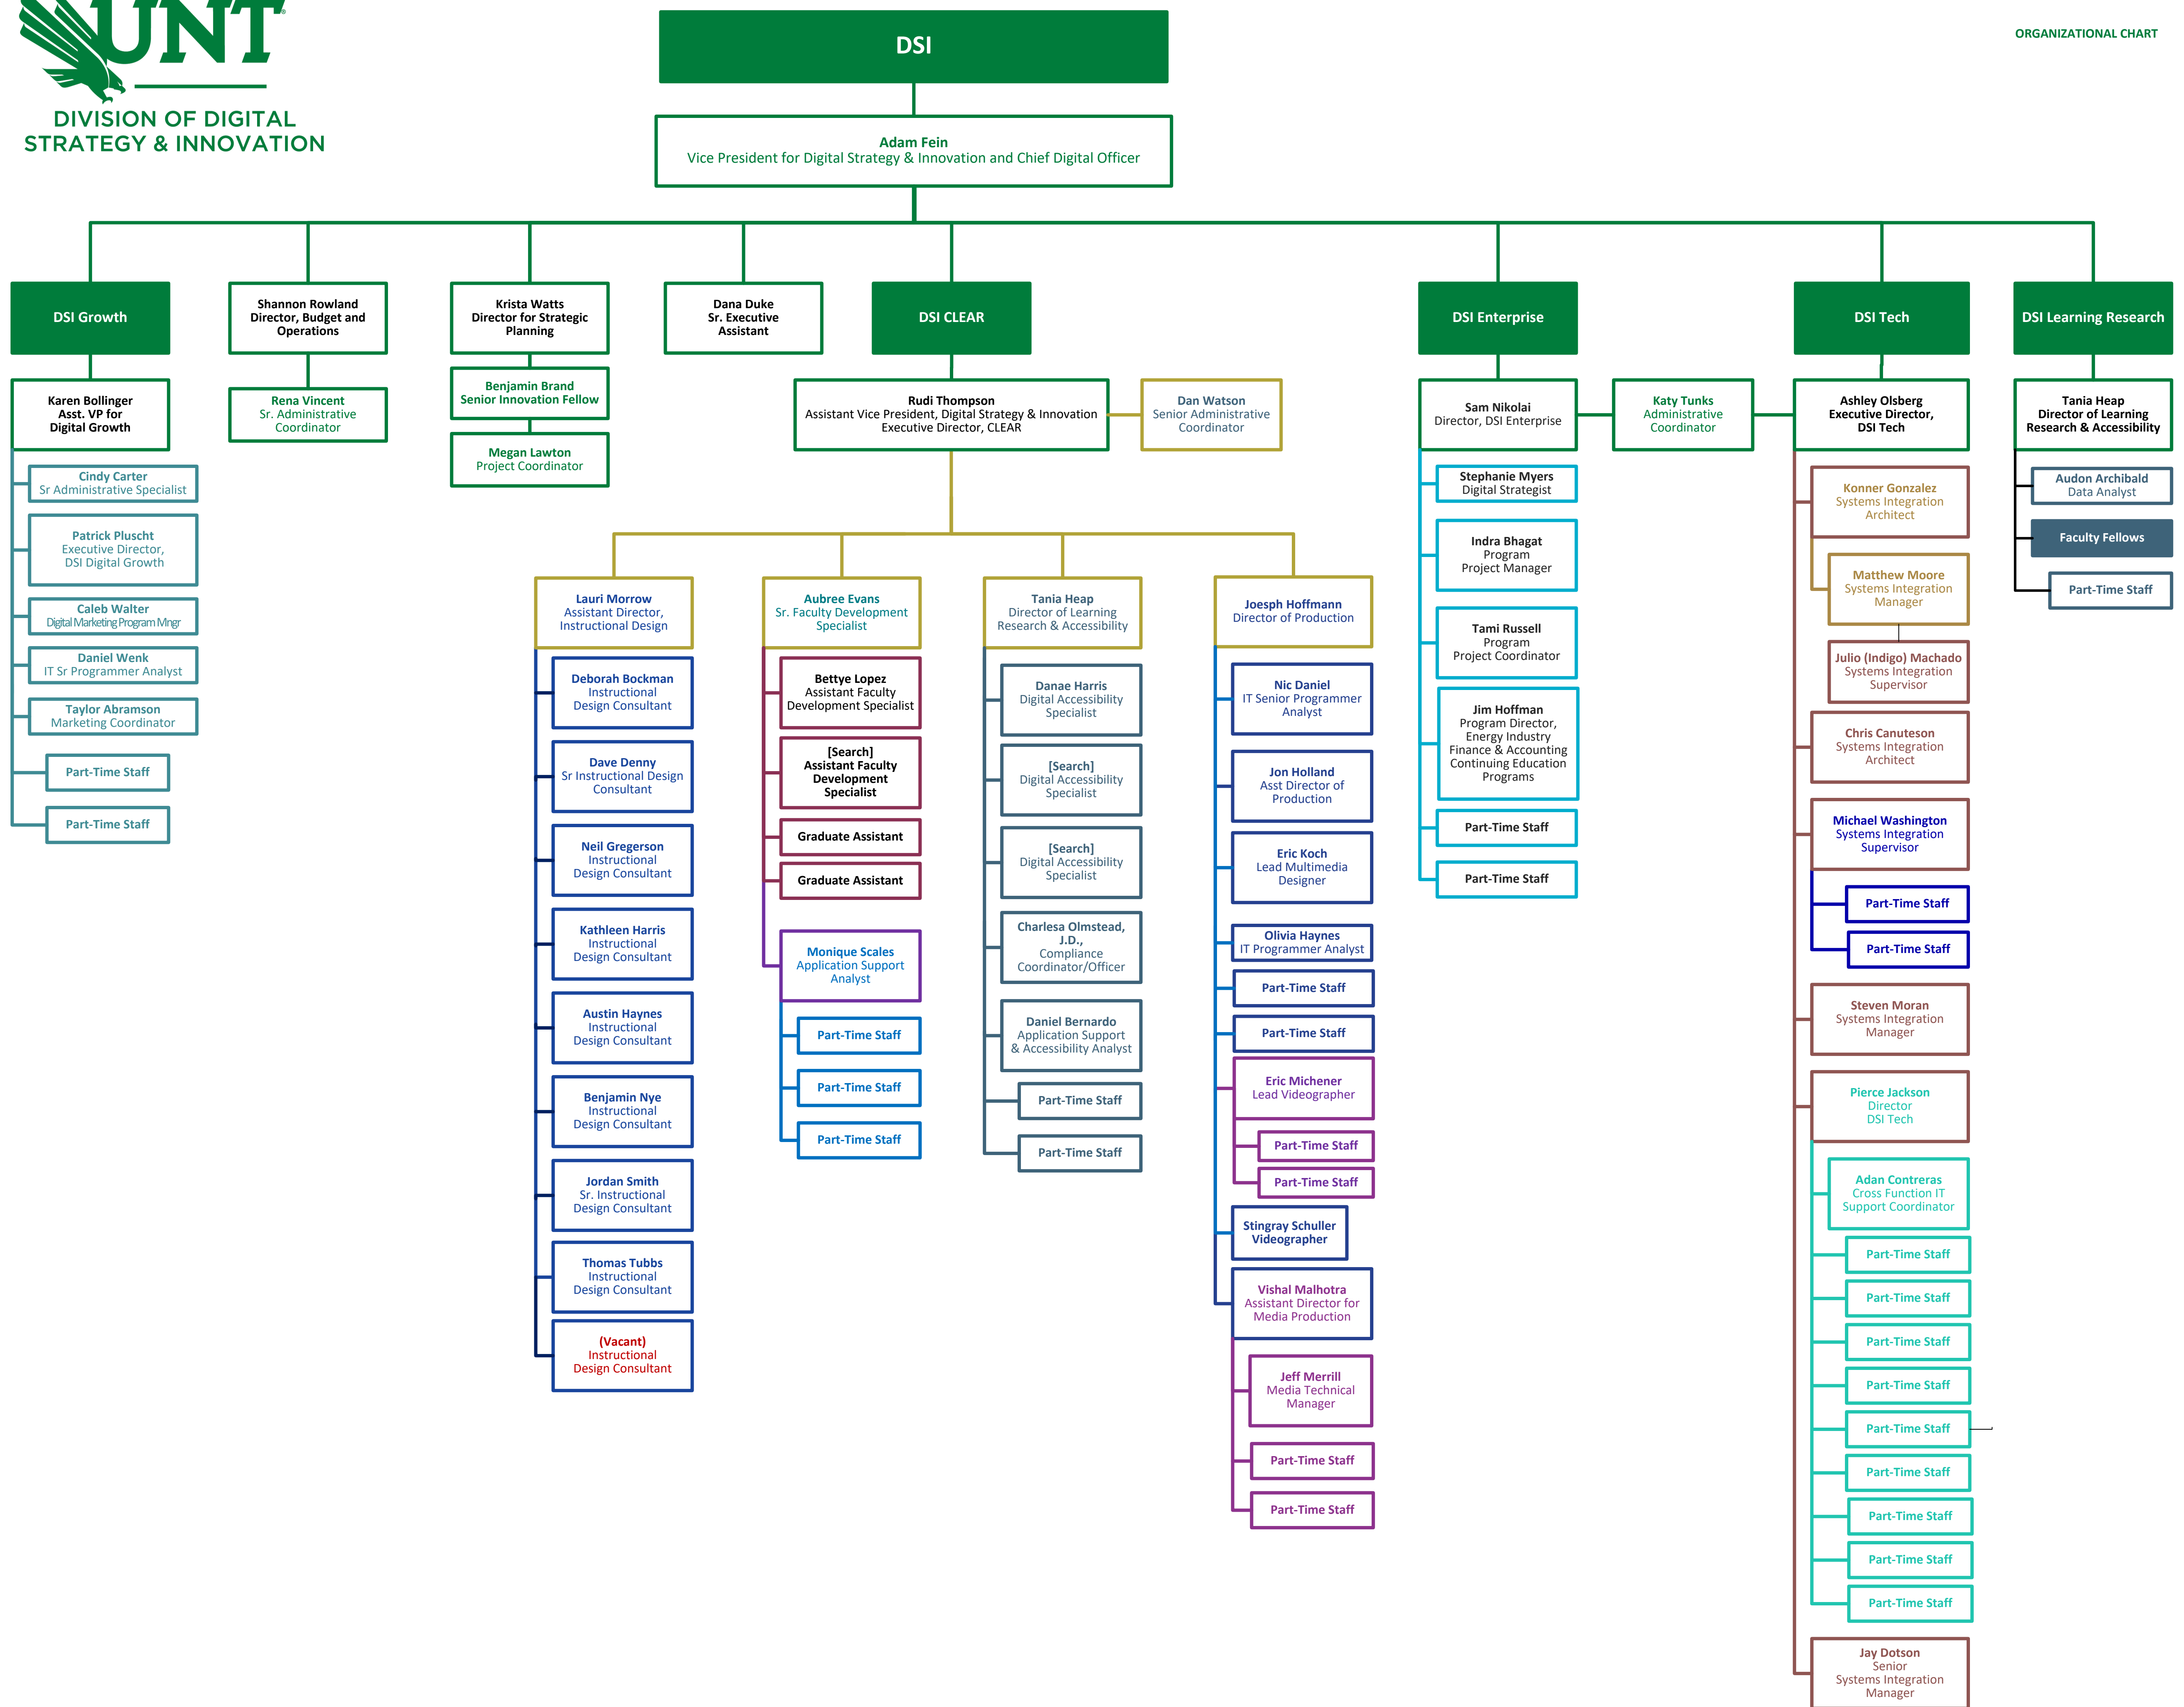 UNT®
DIVISION OF DIGITAL
STRATEGY & INNOVATION
ORGANIZATIONAL CHART
DSI
Adam Fein
Vice President for Digital Strategy & Innovation and Chief Digital Officer
DSI Growth
Karen Bollinger
Asst. VP for
Digital Growth
Cindy Carter
Sr Administrative Specialist
Patrick Pluscht
Executive Director,
DSI Digital Growth
Caleb Walter
Digital Marketing Program Mngr
Daniel Wenk
IT Sr Programmer Analyst
Taylor Abramson
Marketing Coordinator
Part-Time Staff
Part-Time Staff
Shannon Rowland
Director, Budget and
Operations
Rena Vincent
Sr. Administrative
Coordinator
Krista Watts
Director for Strategic
Planning
Benjamin Brand
Senior Innovation Fellow
Megan Lawton
Project Coordinator
Dana Duke
Sr. Executive
Assistant
DSI CLEAR
Rudi Thompson
Assistant Vice President, Digital Strategy & Innovation
Executive Director, CLEAR
Dan Watson
Senior Administrative
Coordinator
Lauri Morrow
Assistant Director,
Instructional Design
Deborah Bockman
Instructional
Design Consultant
Dave Denny
Sr Instructional Design
Consultant
Neil Gregerson
Instructional
Design Consultant
Kathleen Harris
Instructional
Design Consultant
Austin Haynes
Instructional
Design Consultant
Benjamin Nye
Instructional
Design Consultant
Jordan Smith
Sr. Instructional
Design Consultant
Thomas Tubbs
Instructional
Design Consultant
(Vacant)
Instructional
Design Consultant
Aubree Evans
Sr. Faculty Development
Specialist
Bettye Lopez
Assistant Faculty
Development Specialist
[Search]
Assistant Faculty
Development
Specialist
Graduate Assistant
Graduate Assistant
Monique Scales
Application Support
Analyst
Part-Time Staff
Part-Time Staff
Part-Time Staff
Tania Heap
Director of Learning
Research & Accessibility
Danae Harris
Digital Accessibility
Specialist
[Search]
Digital Accessibility
Specialist
[Search]
Digital Accessibility
Specialist
Charlesa Olmstead,
J.D.,
Compliance
Coordinator/Officer
Daniel Bernardo
Application Support
& Accessibility Analyst
Part-Time Staff
Part-Time Staff
Joesph Hoffmann
Director of Production
Nic Daniel
IT Senior Programmer
Analyst
Jon Holland
Asst Director of
Production
Eric Koch
Lead Multimedia
Designer
Olivia Haynes
IT Programmer Analyst
Part-Time Staff
Part-Time Staff
Eric Michener
Lead Videographer
Part-Time Staff
Part-Time Staff
Stingray Schuller
Videographer
Vishal Malhotra
Assistant Director for
Media Production
Jeff Merrill
Media Technical
Manager
Part-Time Staff
Part-Time Staff
DSI Enterprise
Sam Nikolai
Director, DSI Enterprise
Stephanie Myers
Digital Strategist
Indra Bhagat
Program
Project Manager
Tami Russell
Program
Project Coordinator
Jim Hoffman
Program Director,
Energy Industry
Finance & Accounting
Continuing Education
Programs
Part-Time Staff
Part-Time Staff
Katy Tunks
Administrative
Coordinator
DSI Tech
Ashley Olsberg
Executive Director,
DSI Tech
Konner Gonzalez
Systems Integration
Architect
Matthew Moore
Systems Integration
Manager
Julio (Indigo) Machado
Systems Integration
Supervisor
Chris Canuteson
Systems Integration
Architect
Michael Washington
Systems Integration
Supervisor
Part-Time Staff
Part-Time Staff
Steven Moran
Systems Integration
Manager
Pierce Jackson
Director
DSI Tech
Adan Contreras
Cross Function IT
Support Coordinator
Part-Time Staff
Part-Time Staff
Part-Time Staff
Part-Time Staff
Part-Time Staff
Part-Time Staff
Part-Time Staff
Part-Time Staff
Part-Time Staff
Jay Dotson
Senior
Systems Integration
Manager
DSI Learning Research
Tania Heap
Director of Learning
Research & Accessibility
Audon Archibald
Data Analyst
Faculty Fellows
Part-Time Staff